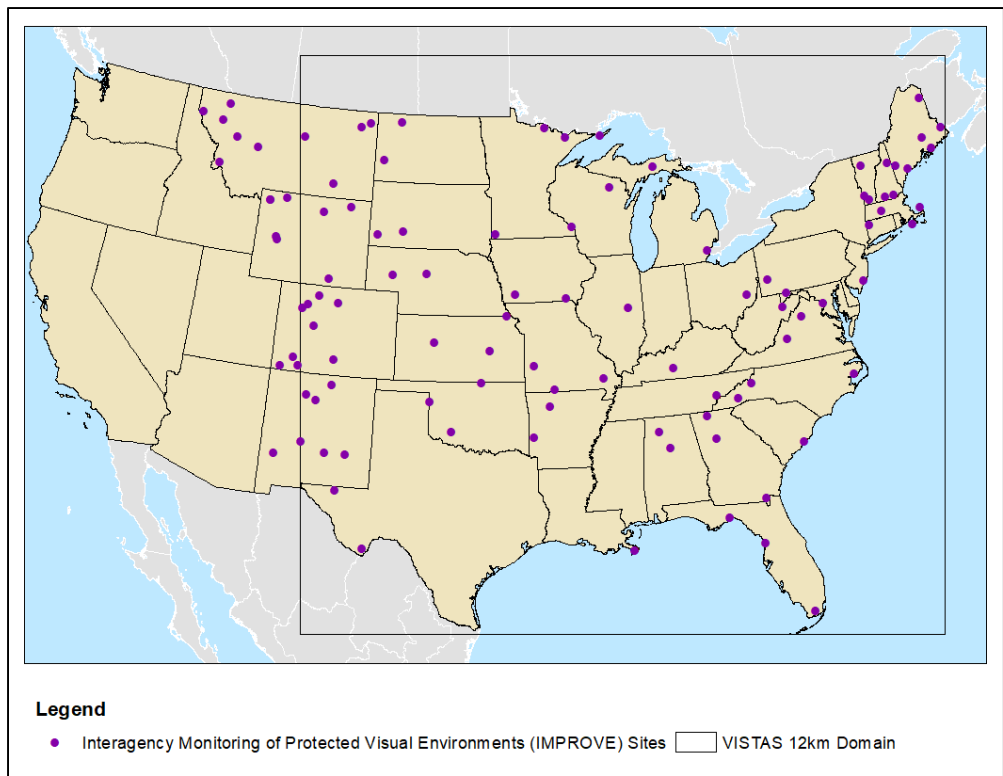 Legend
Interagency Monitoring of Protected Visual Environments (IMPROVE) Sites VISTAS 12km Domain